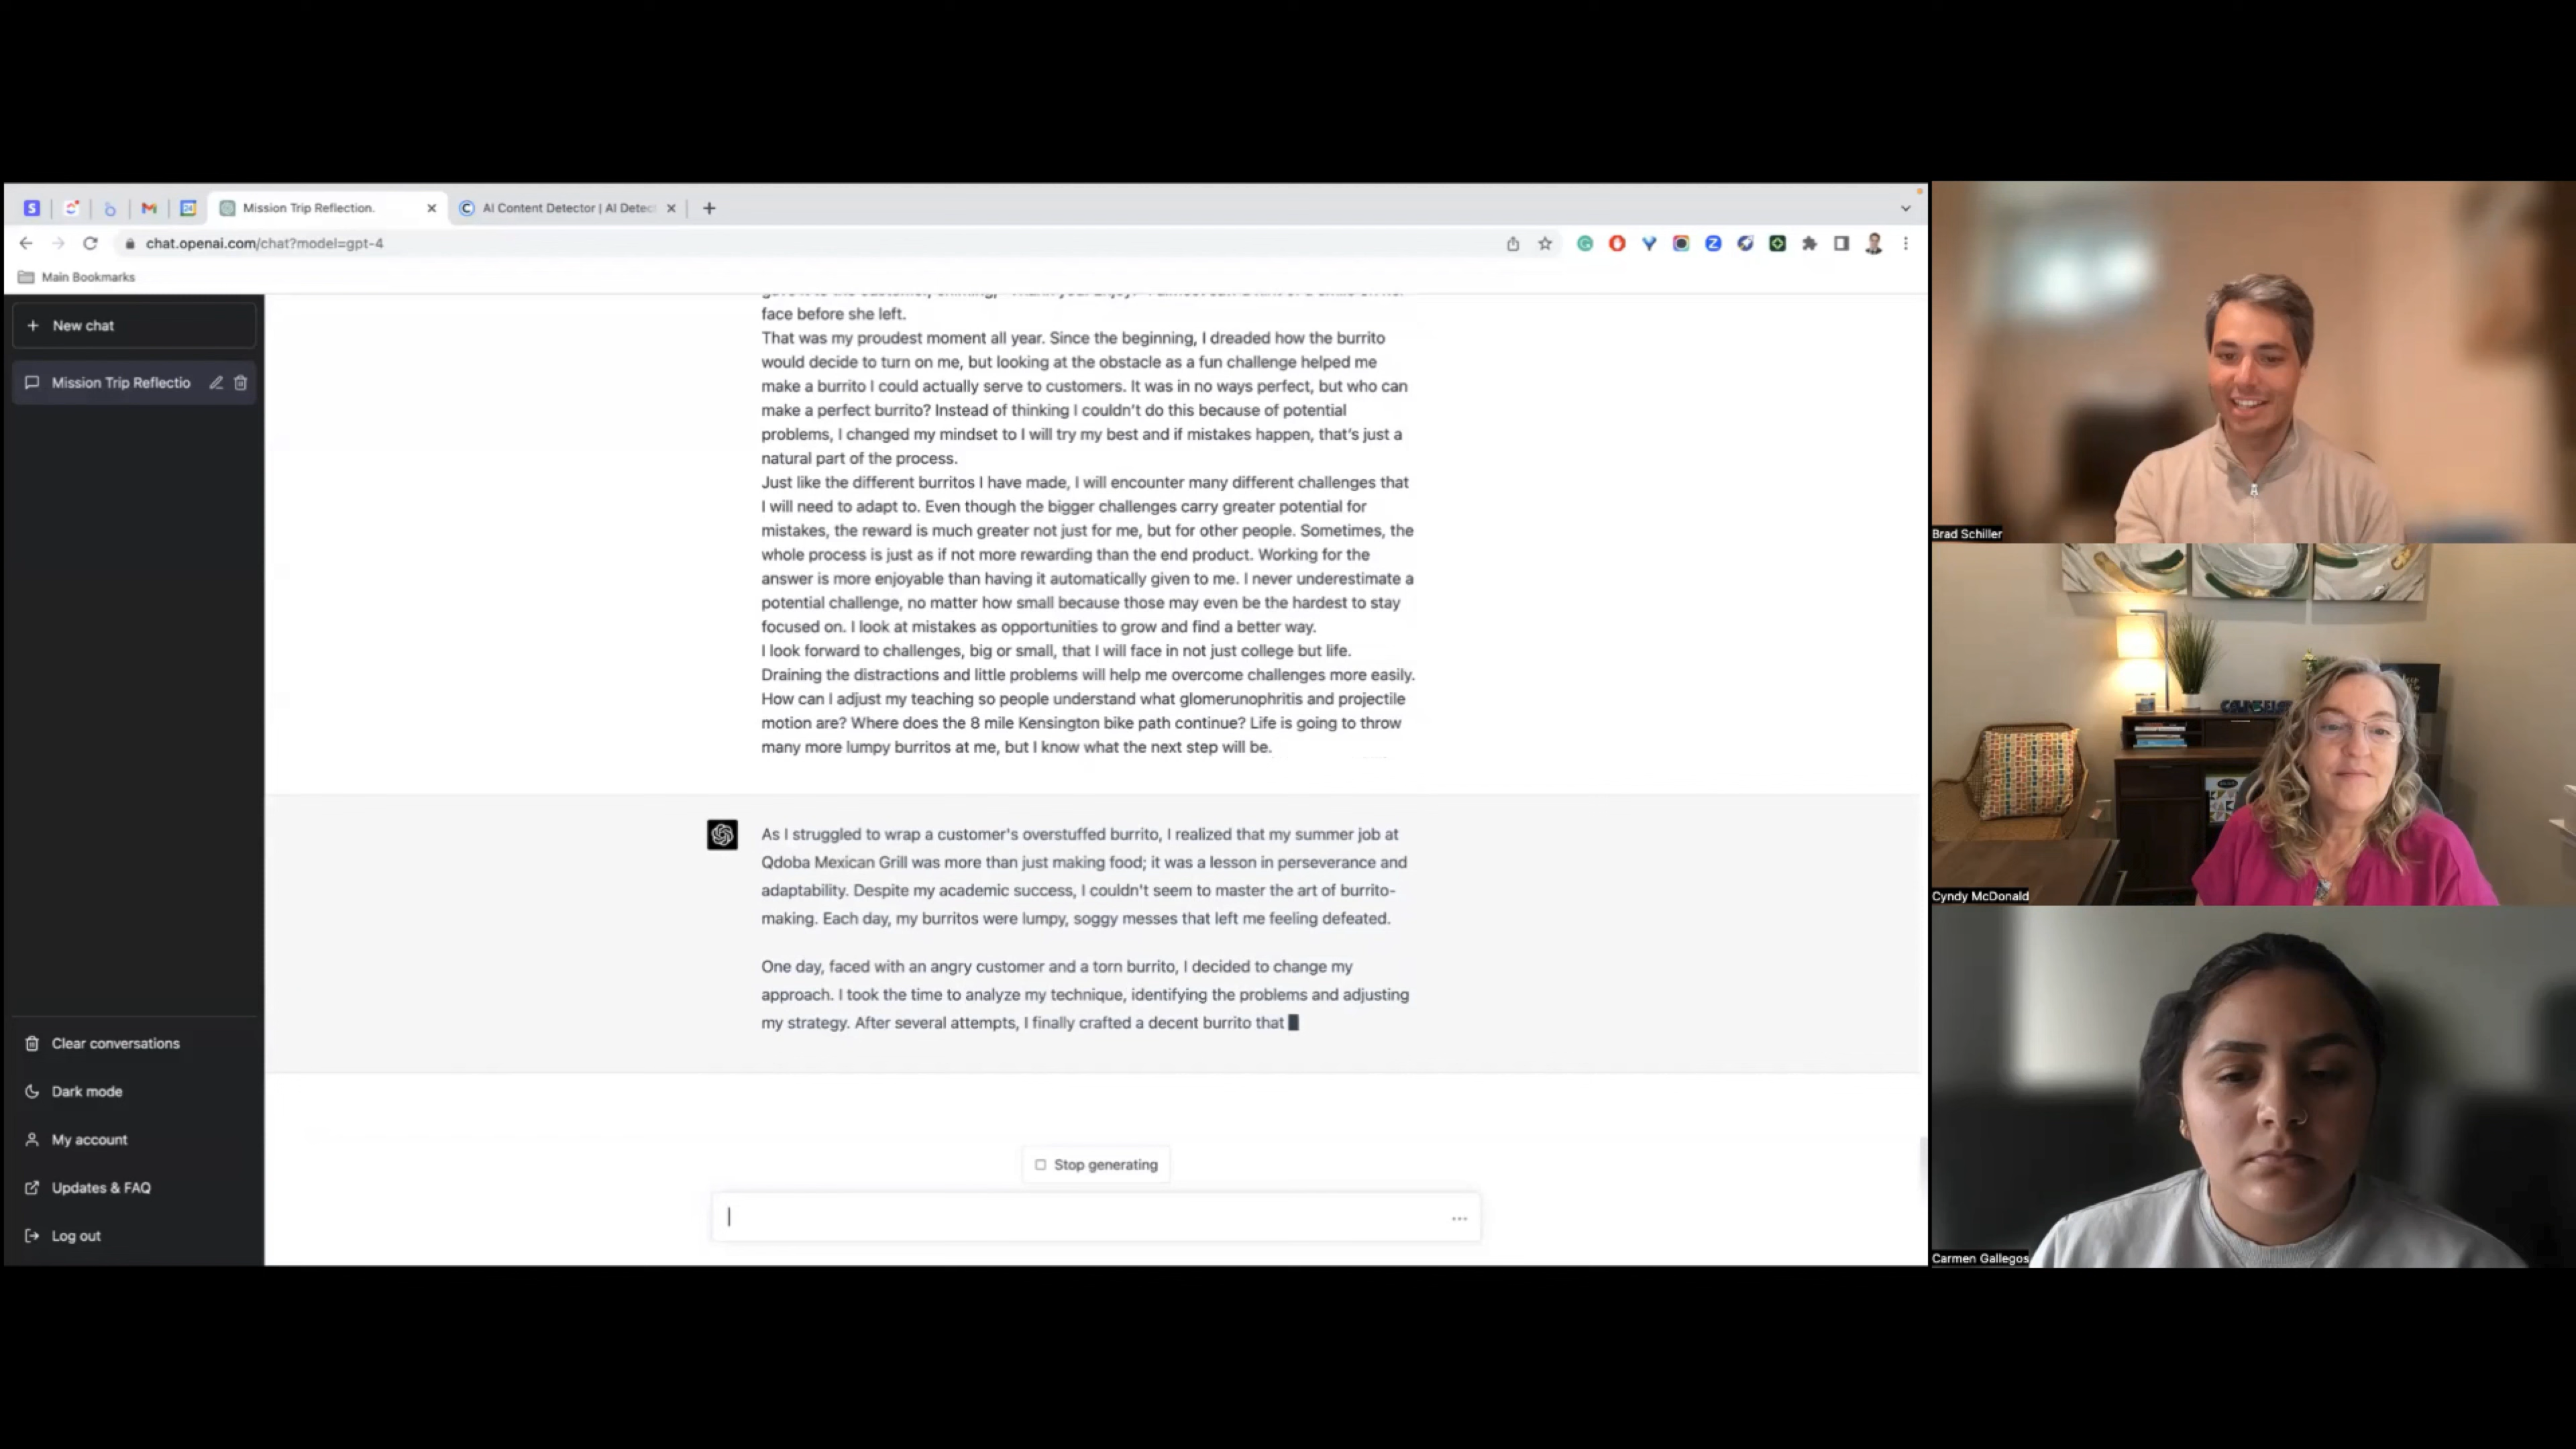 Mission Trip Reflection.
AI Content Detector | AI Detec
chat.openai.com/chat?model=gpt-4
Main Bookmarks
New chat
Mission Trip Reflectio
Clear conversations
Dark mode
My account
Updates & FAQ
Log out
face before she left.
That was my proudest moment all year. Since the beginning, I dreaded how the burrito
would decide to turn on me, but looking at the obstacle as a fun challenge helped me
make a burrito I could actually serve to customers. It was in no ways perfect, but who can
make a perfect burrito? Instead of thinking I couldn't do this because of potential
problems, I changed my mindset to I will try my best and if mistakes happen, that's just a
natural part of the process.
Just like the different burritos I have made, I will encounter many different challenges that
I will need to adapt to. Even though the bigger challenges carry greater potential for
mistakes, the reward is much greater not just for me, but for other people. Sometimes, the
whole process is just as if not more rewarding than the end product. Working for the
answer is more enjoyable than having it automatically given to me. I never underestimate a
potential challenge, no matter how small because those may even be the hardest to stay
focused on. I look at mistakes as opportunities to grow and find a better way.
I look forward to challenges, big or small, that I will face in not just college but life.
Draining the distractions and little problems will help me overcome challenges more easily.
How can I adjust my teaching so people understand what glomerunophritis and projectile
motion are? Where does the 8 mile Kensington bike path continue? Life is going to throw
many more lumpy burritos at me, but I know what the next step will be.
As I struggled to wrap a customer's overstuffed burrito, I realized that my summer job at
Qdoba Mexican Grill was more than just making food; it was a lesson in perseverance and
adaptability. Despite my academic success, I couldn't seem to master the art of burrito-
making. Each day, my burritos were lumpy, soggy messes that left me feeling defeated.
One day, faced with an angry customer and a torn burrito, I decided to change my
approach. I took the time to analyze my technique, identifying the problems and adjusting
my strategy. After several attempts, I finally crafted a decent burrito that
Stop generating
Brad Schiller
Cyndy McDonald
Carmen Gallegos